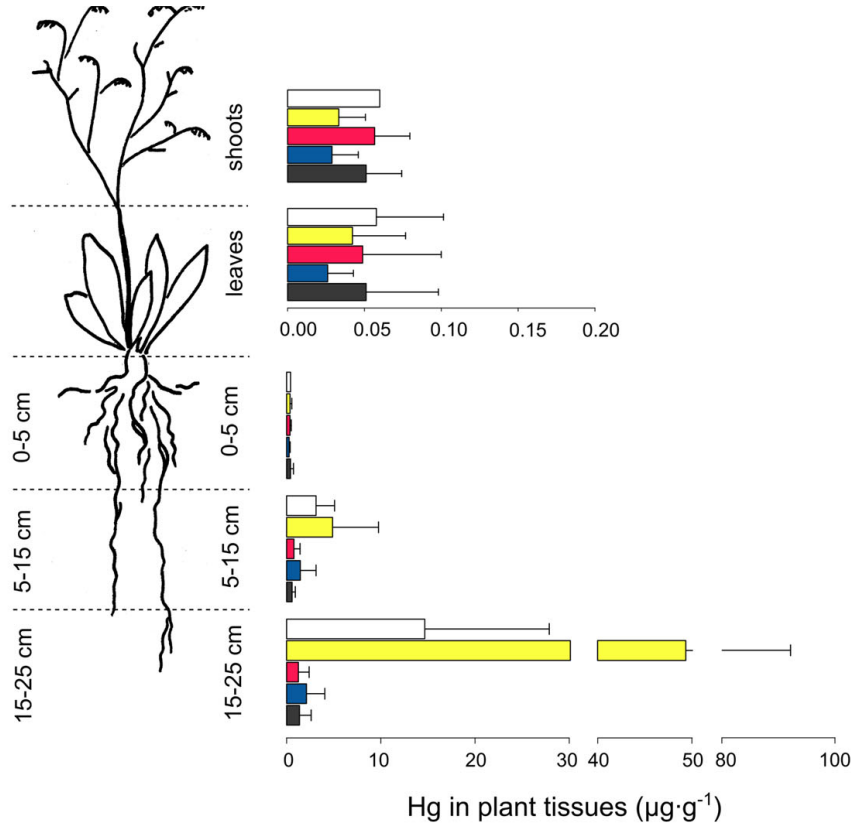 shoots
leaves
0.00 0.05 0.10 0.15 0.20
0-5 cm 0-5 cm
5-15 cm 5-15 cm
15-25 cm 15-25 cm
0 10 20 30 40 50 80 100
Hg in plant tissues (µg·g⁻¹)